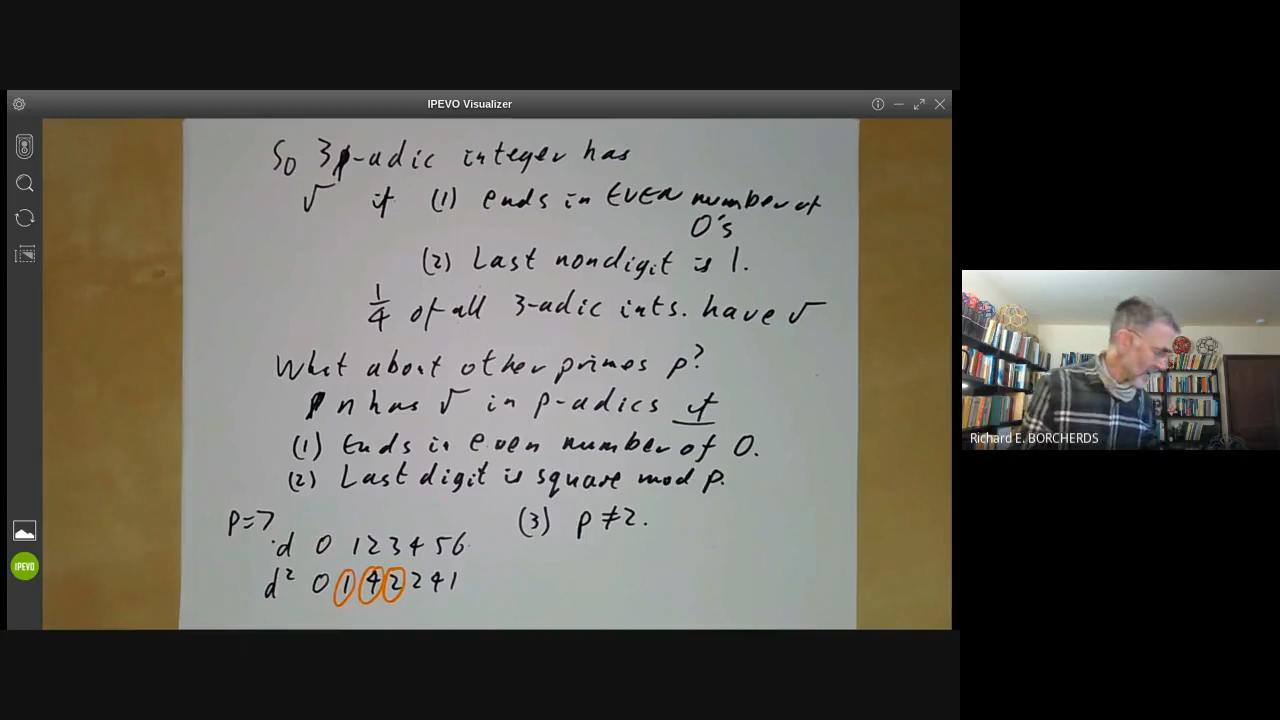 IPEVO Visualizer
So 3-adic integer has
√ if (1) ends in EVEN number of
0's
(2) Last nondigit is 1.
1/4 of all 3-adic ints. have √
What about other primes p?
n has √ in p-adics if
(1) Ends in even number of 0.
(2) Last digit is square mod p.
(3) p≠2.
p=7
d 0 1 2 3 4 5 6
d² 0 1 4 2 2 4 1
IPEVO
Richard E. BORCHERDS